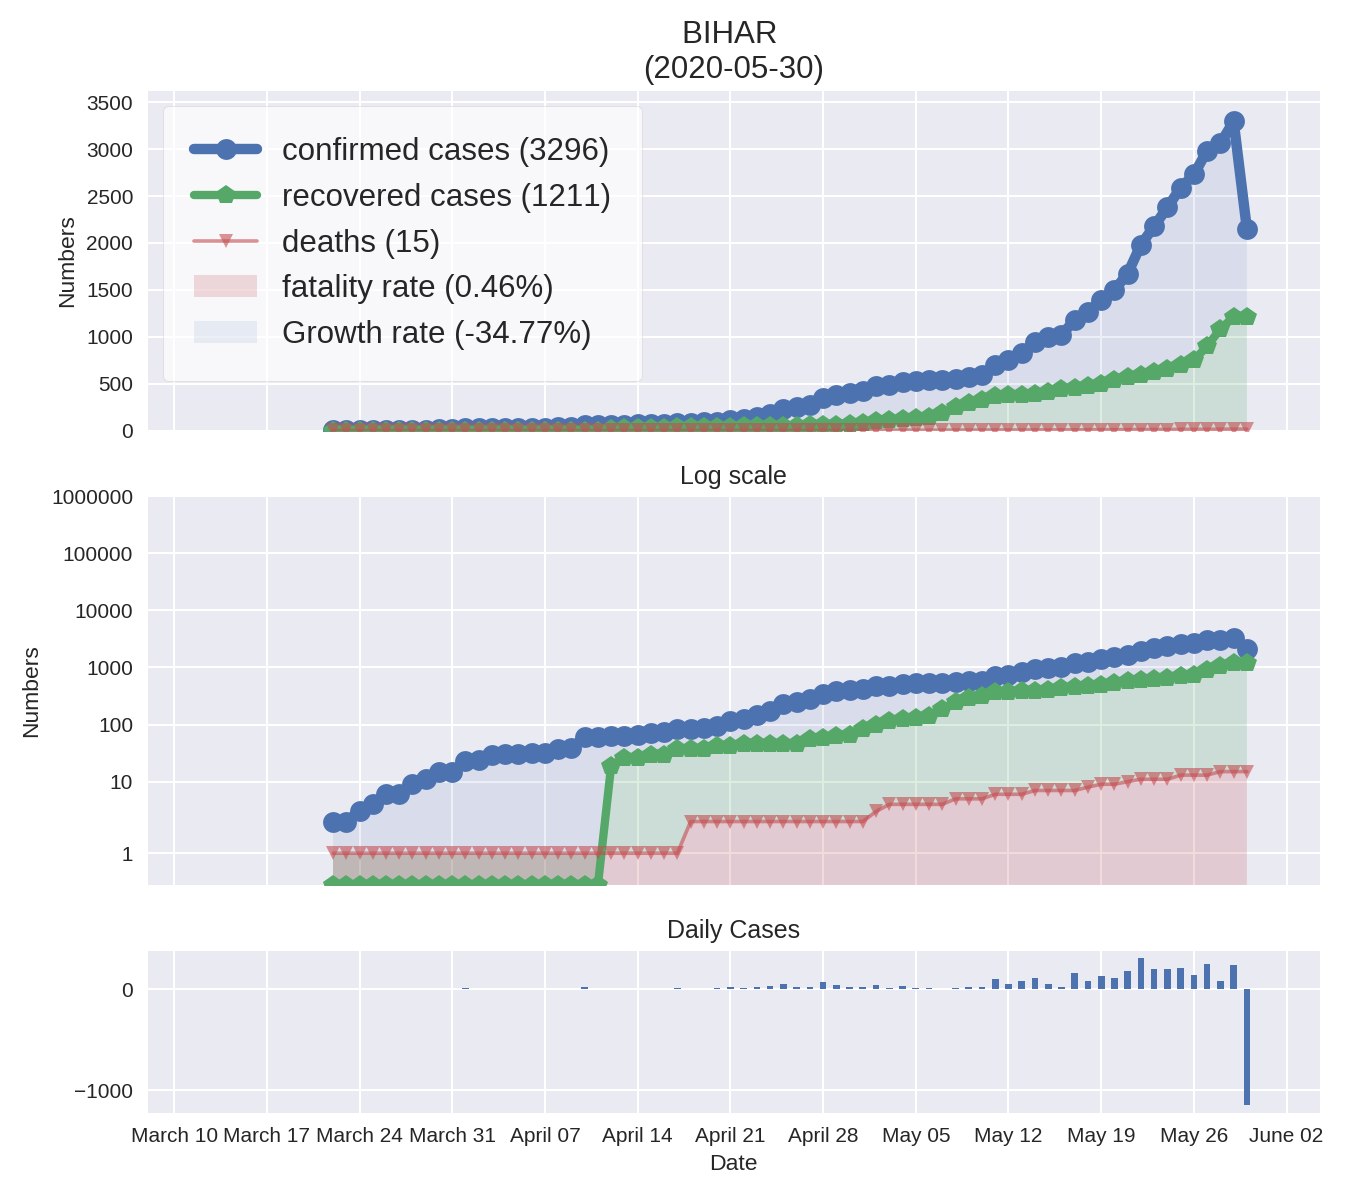 BIHAR
(2020-05-30)
3500
3000
2500
2000
1500
1000
500
0
Numbers
confirmed cases (3296)
recovered cases (1211)
deaths (15)
fatality rate (0.46%)
Growth rate (-34.77%)
Log scale
1000000
100000
10000
1000
100
10
1
Numbers
Daily Cases
0
−1000
March 10 March 17 March 24 March 31 April 07 April 14 April 21 April 28 May 05 May 12 May 19 May 26 June 02
Date